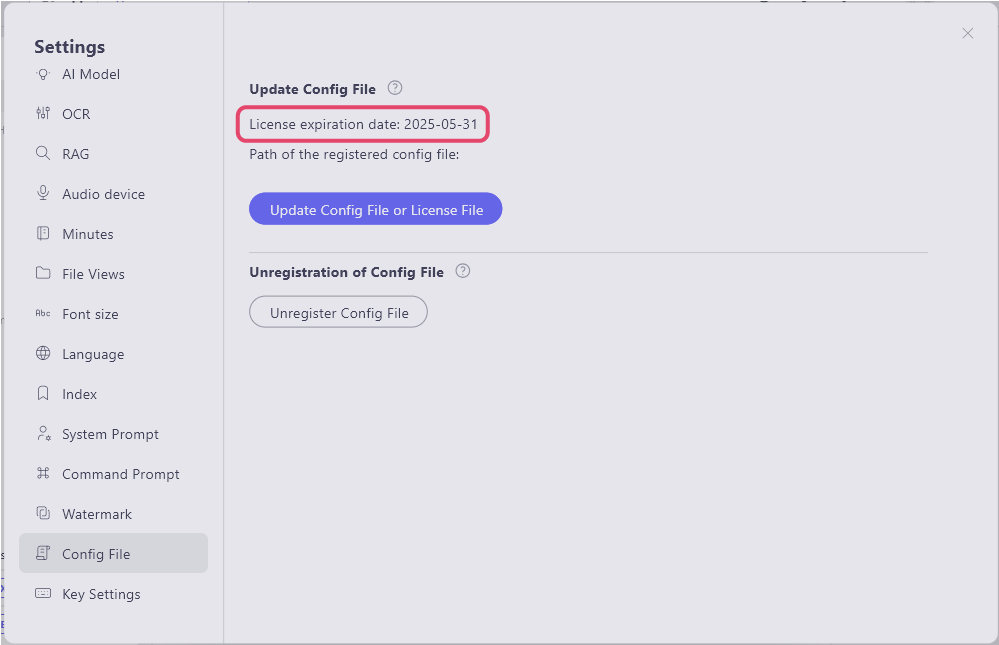 Settings
AI Model
OCR
RAG
Audio device
Minutes
File Views
Abc Font size
Language
Index
System Prompt
Command Prompt
Watermark
Config File
Key Settings
Update Config File ?
License expiration date: 2025-05-31
Path of the registered config file:
Update Config File or License File
Unregistration of Config File ?
Unregister Config File